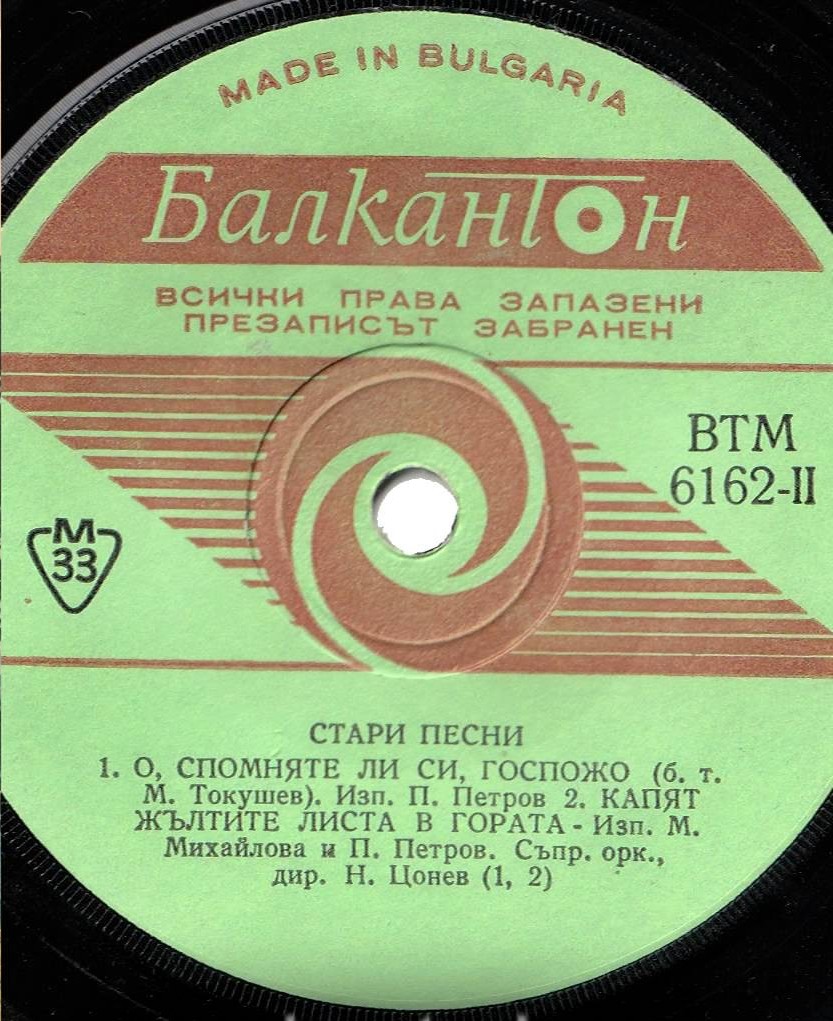 MADE IN BULGARIA
Балкантон
ВСИЧКИ ПРАВА ЗАПАЗЕНИ
ПРЕЗАПИСЪТ ЗАБРАНЕН
ВТМ
6162-II
М
33
СТАРИ ПЕСНИ
1. О, СПОМНЯТЕ ЛИ СИ, ГОСПОЖО (б. т.
М. Токушев). Изп. П. Петров 2. КАПЯТ
ЖЪЛТИТЕ ЛИСТА В ГОРАТА - Изп. М.
Михайлова и П. Петров. Съпр. орк.,
дир. Н. Цонев (1, 2)